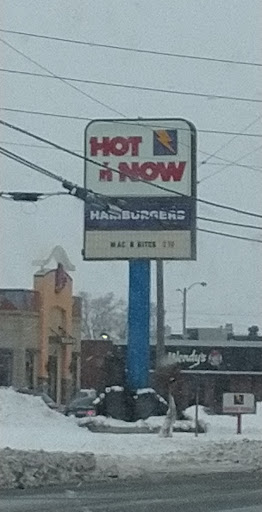 HOT
'N NOW
HAMBURGERS
MAC & BITES
Wendy's